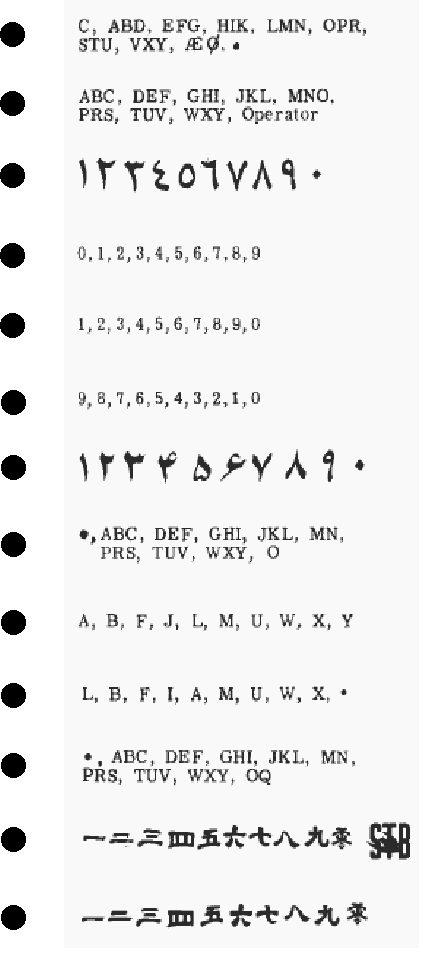 C, ABD, EFG, HIK, LMN, OPR,
STU, VXY, ÆØ, •
ABC, DEF, GHI, JKL, MNO,
PRS, TUV, WXY, Operator
١٢٣٤٥٦٧٨٩٠
0,1,2,3,4,5,6,7,8,9
1,2,3,4,5,6,7,8,9,0
9,8,7,6,5,4,3,2,1,0
۱۲۳۴۵۶۷۸۹۰
•, ABC, DEF, GHI, JKL, MN,
PRS, TUV, WXY, O
A, B, F, J, L, M, U, W, X, Y
L, B, F, I, A, M, U, W, X, •
•, ABC, DEF, GHI, JKL, MN,
PRS, TUV, WXY, OQ
一二三四五六七八九零 STB
一二三四五六七八九零